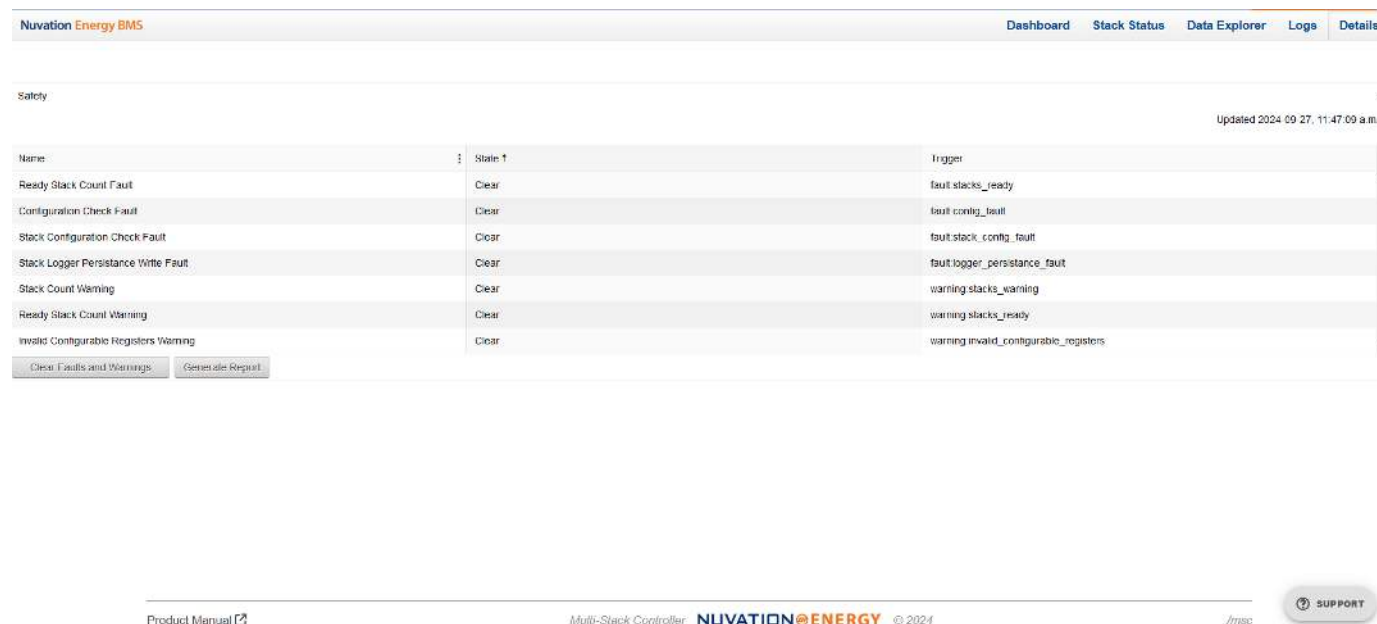 Nuvation Energy BMS Dashboard Stack Status Data Explorer Logs Details
Safety
Updated 2024-09-27, 11:47:09 a.m
Name State ↑ Trigger
Ready Stack Count Fault Clear fault:stacks_ready
Configuration Check Fault Clear fault:config_fault
Stack Configuration Check Fault Clear fault:stack_config_fault
Stack Logger Persistance Write Fault Clear fault:logger_persistance_fault
Stack Count Warning Clear warning:stacks_warning
Ready Stack Count Warning Clear warning:stacks_ready
Invalid Configurable Registers Warning Clear warning:invalid_configurable_registers
Clear Faults and Warnings Generate Report
SUPPORT
Product Manual Multi-Stack Controller NUVATION ENERGY © 2024 /msc